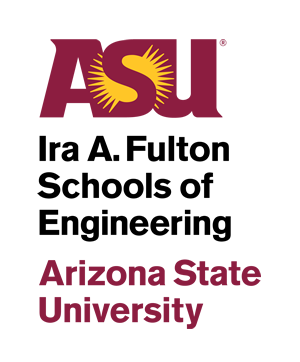 ASU®
Ira A. Fulton
Schools of
Engineering
Arizona State
University